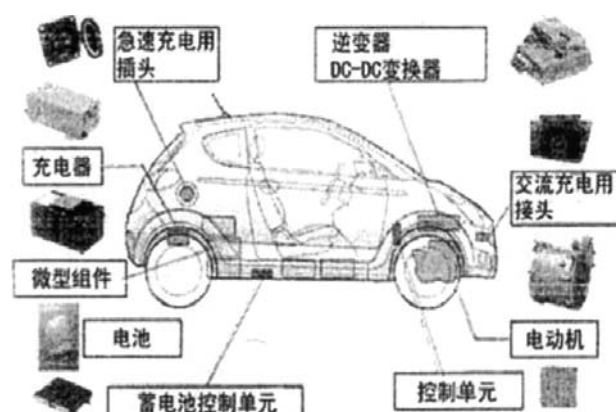 急速充电用
插头
逆变器
DC-DC变换器
充电器
交流充电用
接头
微型组件
电池
电动机
蓄电池控制单元
控制单元